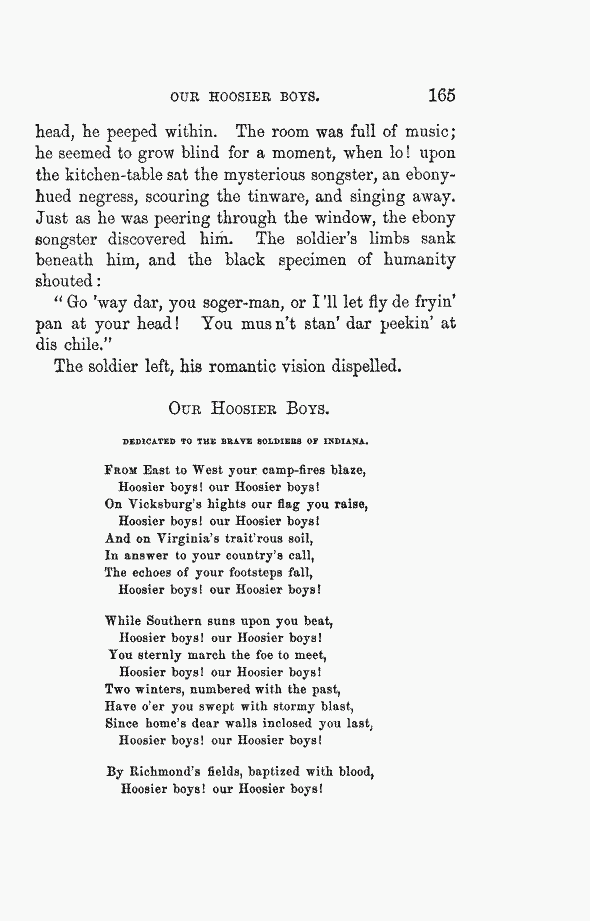 OUR HOOSIER BOYS. 165
head, he peeped within. The room was full of music;
he seemed to grow blind for a moment, when lo! upon
the kitchen-table sat the mysterious songster, an ebony-
hued negress, scouring the tinware, and singing away.
Just as he was peering through the window, the ebony
songster discovered him. The soldier's limbs sank
beneath him, and the black specimen of humanity
shouted:
"Go 'way dar, you soger-man, or I'll let fly de fryin'
pan at your head! You musn't stan' dar peekin' at
dis chile."
The soldier left, his romantic vision dispelled.
OUR HOOSIER BOYS.
DEDICATED TO THE BRAVE SOLDIERS OF INDIANA.
FROM East to West your camp-fires blaze,
Hoosier boys! our Hoosier boys!
On Vicksburg's hights our flag you raise,
Hoosier boys! our Hoosier boys!
And on Virginia's trait'rous soil,
In answer to your country's call,
The echoes of your footsteps fall,
Hoosier boys! our Hoosier boys!
While Southern suns upon you beat,
Hoosier boys! our Hoosier boys!
You sternly march the foe to meet,
Hoosier boys! our Hoosier boys!
Two winters, numbered with the past,
Have o'er you swept with stormy blast,
Since home's dear walls inclosed you last,
Hoosier boys! our Hoosier boys!
By Richmond's fields, baptized with blood,
Hoosier boys! our Hoosier boys!